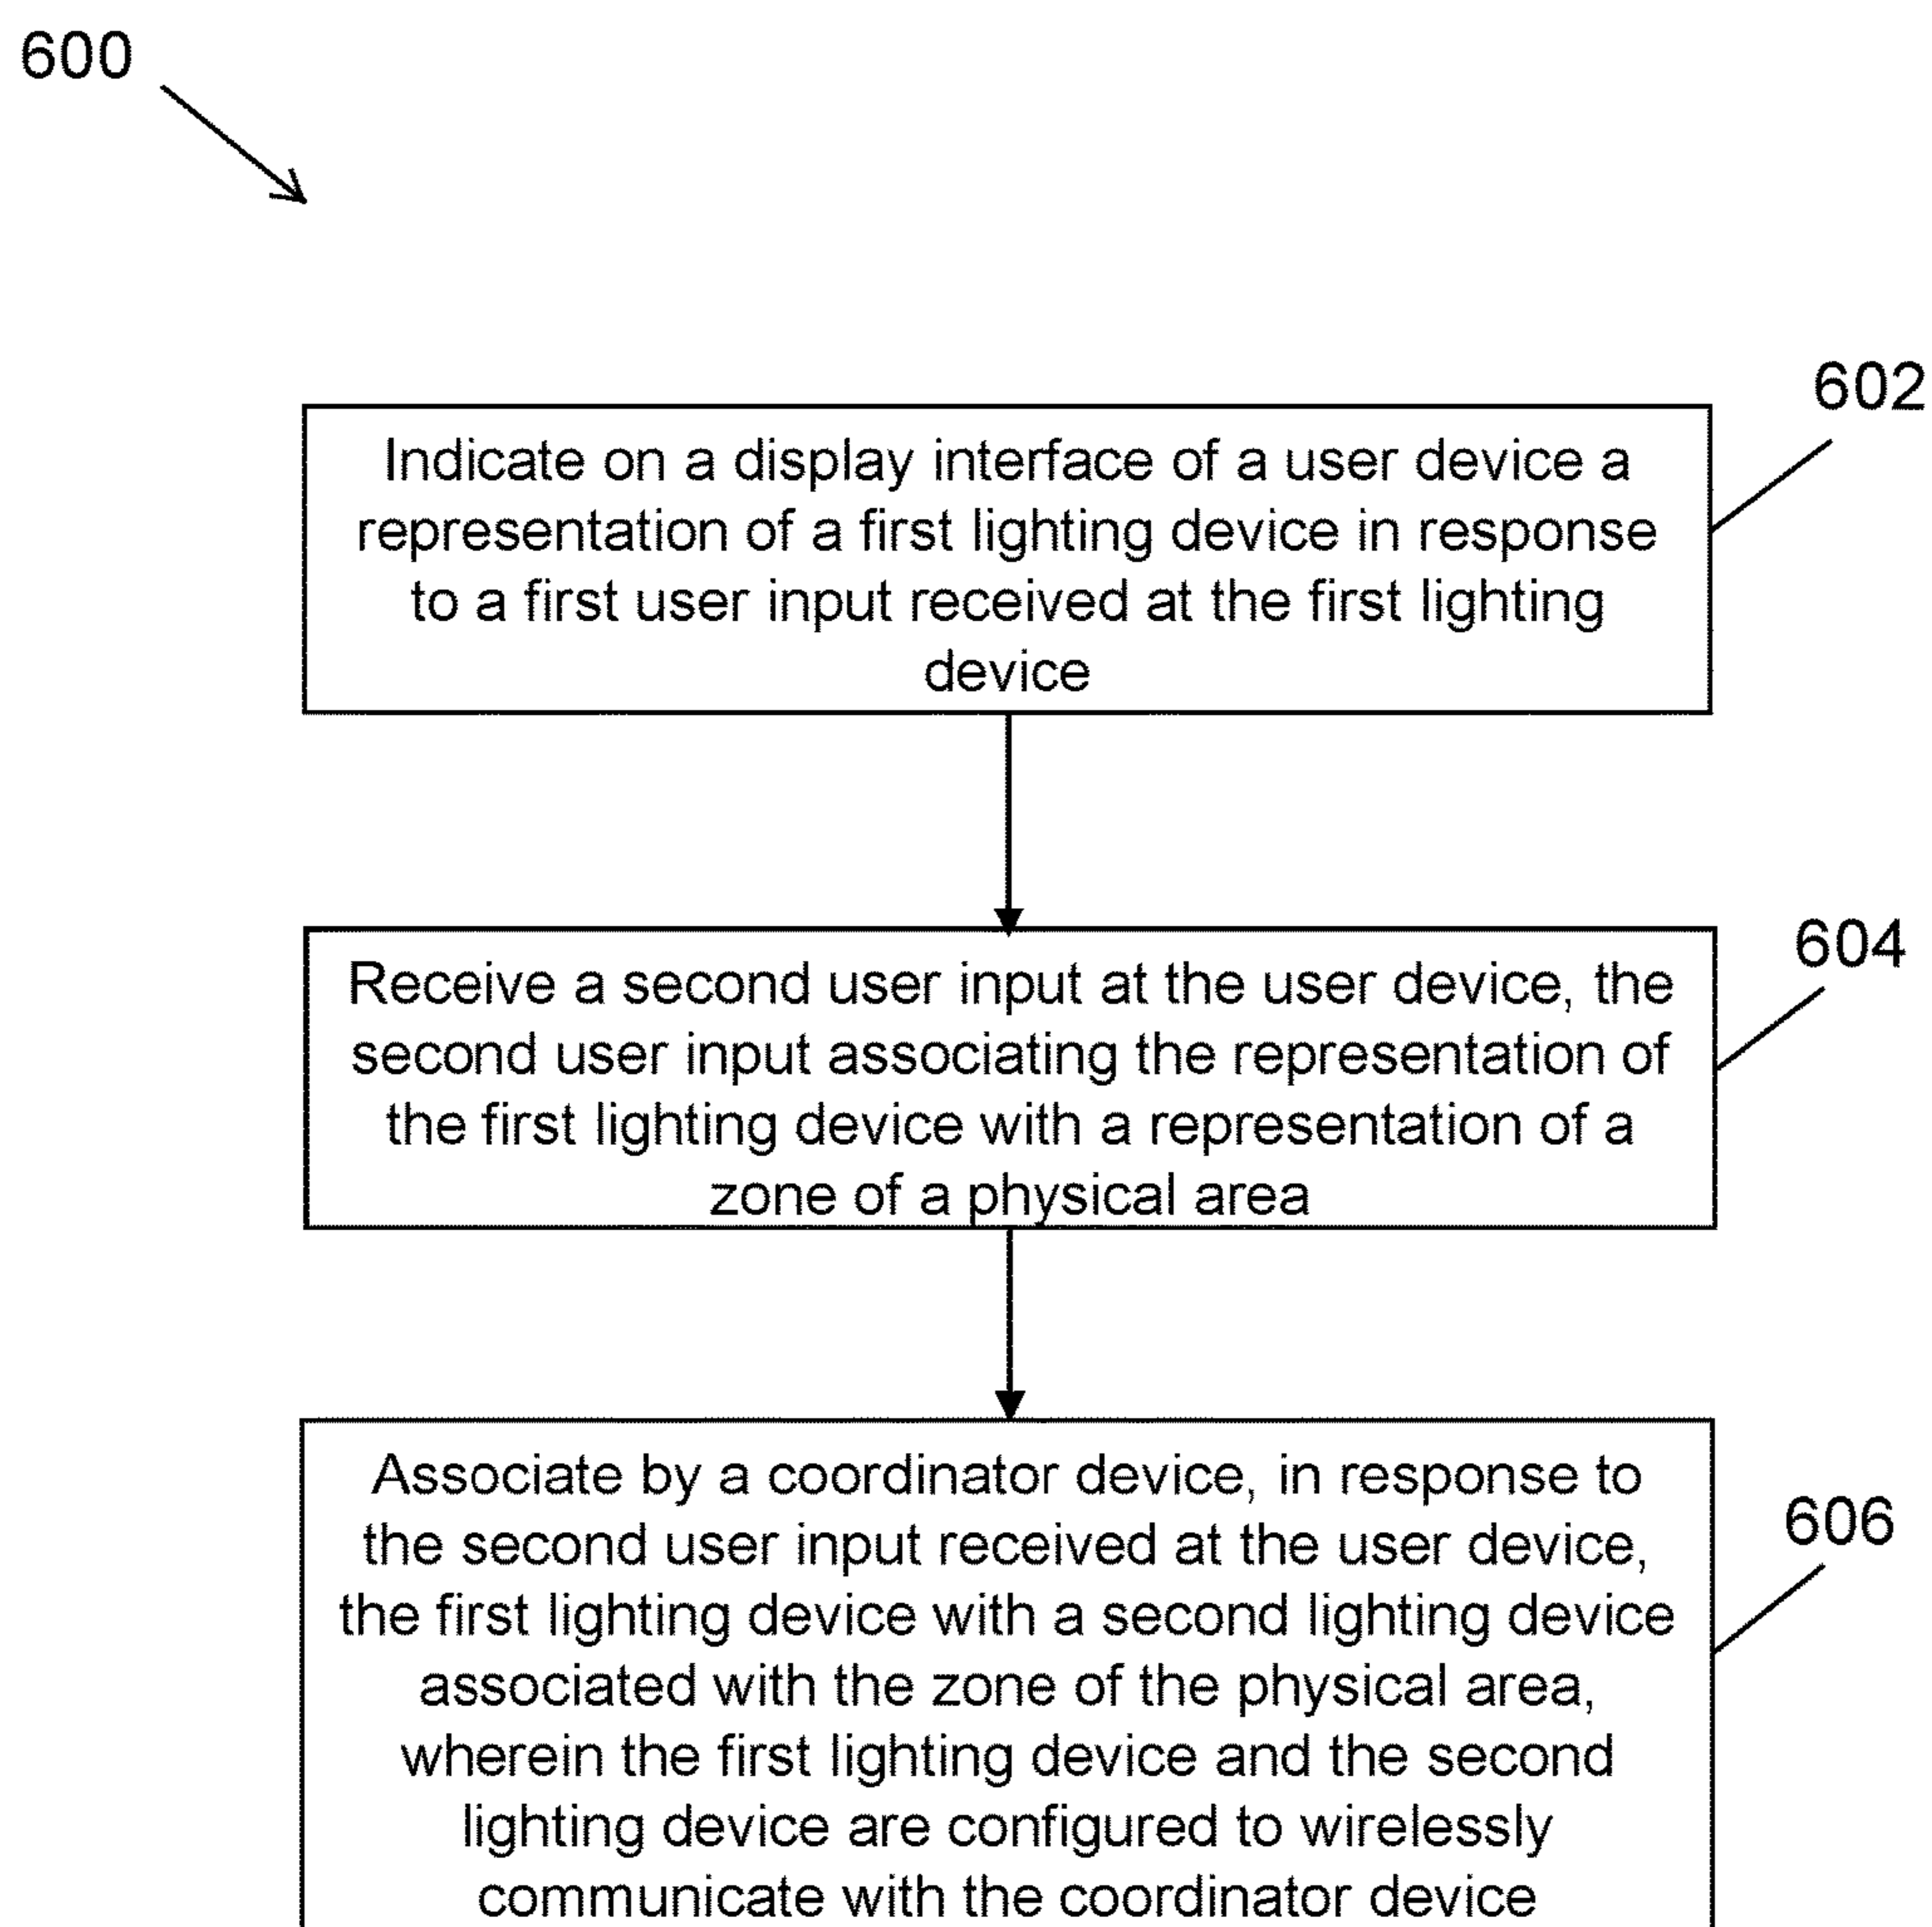 600
602
Indicate on a display interface of a user device a
representation of a first lighting device in response
to a first user input received at the first lighting
device
604
Receive a second user input at the user device, the
second user input associating the representation of
the first lighting device with a representation of a
zone of a physical area
606
Associate by a coordinator device, in response to
the second user input received at the user device,
the first lighting device with a second lighting device
associated with the zone of the physical area,
wherein the first lighting device and the second
lighting device are configured to wirelessly
communicate with the coordinator device